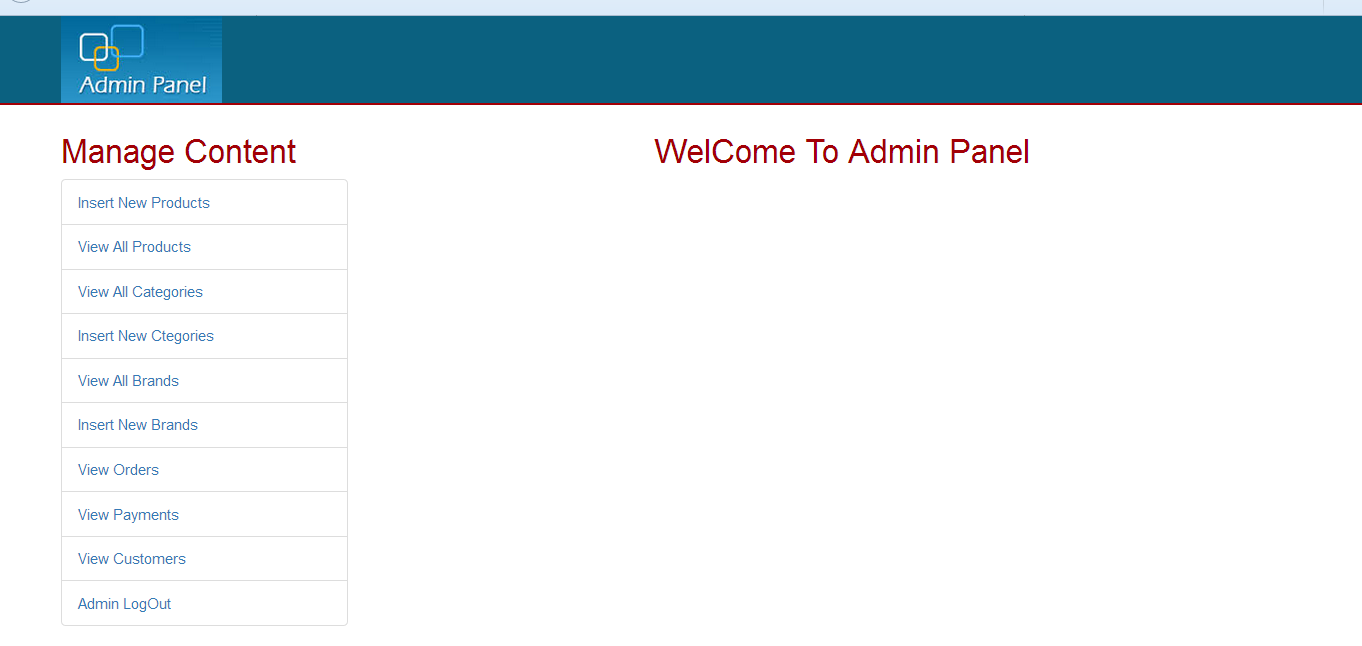 Admin Panel
Manage Content
WelCome To Admin Panel
Insert New Products
View All Products
View All Categories
Insert New Ctegories
View All Brands
Insert New Brands
View Orders
View Payments
View Customers
Admin LogOut